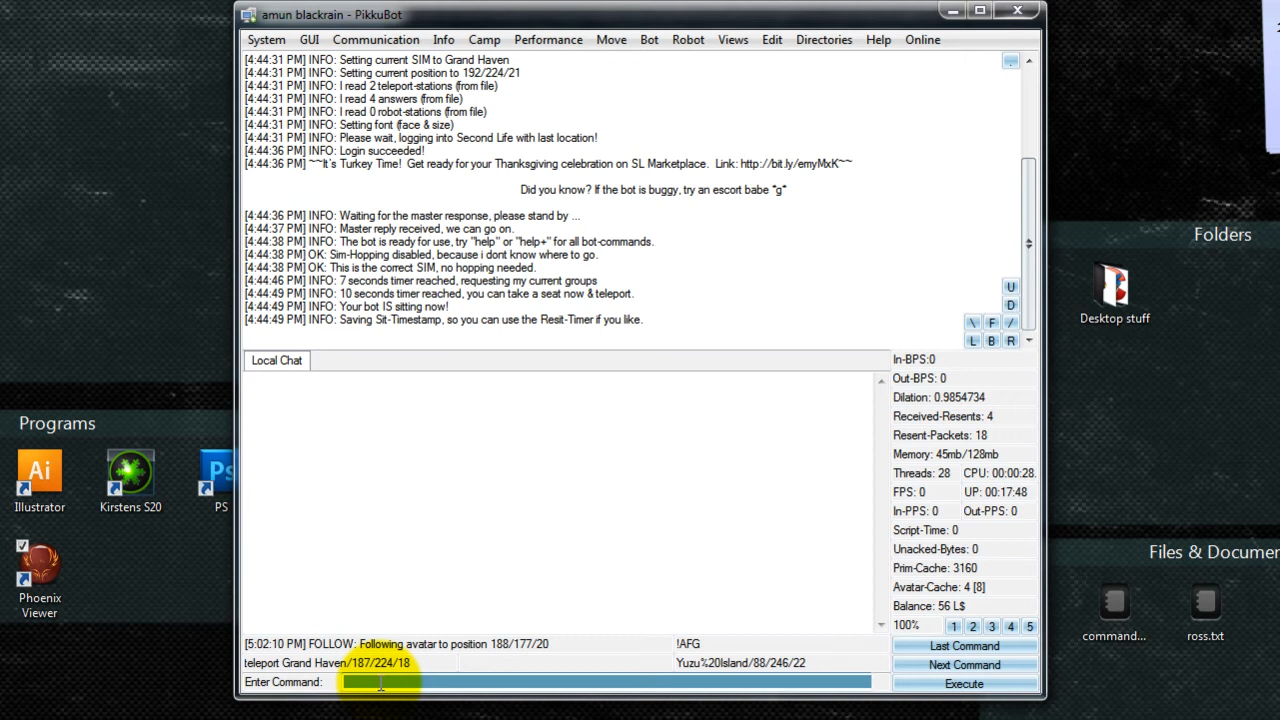 amun blackrain - PikkuBot
System GUI Communication Info Camp Performance Move Bot Robot Views Edit Directories Help Online
[4:44:31 PM] INFO: Setting current SIM to Grand Haven
[4:44:31 PM] INFO: Setting current position to 192/224/21
[4:44:31 PM] INFO: I read 2 teleport-stations (from file)
[4:44:31 PM] INFO: I read 4 answers (from file)
[4:44:31 PM] INFO: I read 0 robot-stations (from file)
[4:44:31 PM] INFO: Setting font (face & size)
[4:44:31 PM] INFO: Please wait, logging into Second Life with last location!
[4:44:36 PM] INFO: Login succeeded!
[4:44:36 PM] ~~It's Turkey Time!  Get ready for your Thanksgiving celebration on SL Marketplace.  Link: http://bit.ly/emyMxK~~
Did you know? If the bot is buggy, try an escort babe *g*
[4:44:36 PM] INFO: Waiting for the master response, please stand by ...
[4:44:37 PM] INFO: Master reply received, we can go on.
[4:44:38 PM] INFO: The bot is ready for use, try "help" or "help+" for all bot-commands.
[4:44:38 PM] OK: Sim-Hopping disabled, because i dont know where to go.
[4:44:38 PM] OK: This is the correct SIM, no hopping needed.
[4:44:46 PM] INFO: 7 seconds timer reached, requesting my current groups
[4:44:49 PM] INFO: 10 seconds timer reached, you can take a seat now & teleport.
[4:44:49 PM] INFO: Your bot IS sitting now!
[4:44:49 PM] INFO: Saving Sit-Timestamp, so you can use the Resit-Timer if you like.
U
D
\ F /
L B R
Local Chat
In-BPS:0
Out-BPS: 0
Dilation: 0.9854734
Received-Resents: 4
Resent-Packets: 18
Memory: 45mb/128mb
Threads: 28 CPU: 00:00:28.
FPS: 0 UP: 00:17:48
In-PPS: 0 Out-PPS: 0
Script-Time: 0
Unacked-Bytes: 0
Prim-Cache: 3160
Avatar-Cache: 4 [8]
Balance: 56 L$
100% 1 2 3 4 5
[5:02:10 PM] FOLLOW: Following avatar to position 188/177/20 !AFG
Last Command
teleport Grand Haven/187/224/18 Yuzu%20Island/88/246/22
Next Command
Enter Command:
Execute
Programs
Ai
Illustrator
Kirstens S20
Ps
PS
Phoenix
Viewer
Folders
Desktop stuff
Files & Documen
command...
ross.txt